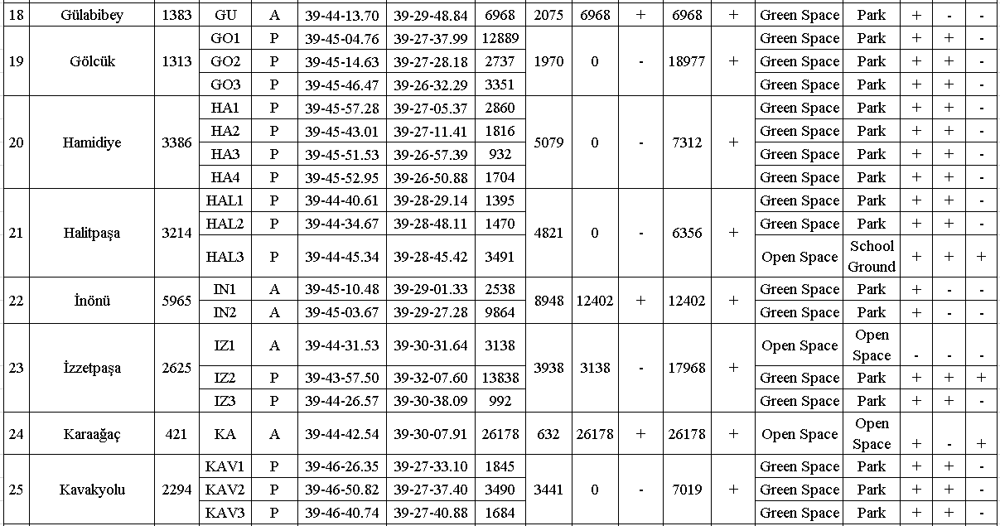 18 Gülabibey 1383 GU A 39-44-13.70 39-29-48.84 6968 2075 6968 + 6968 + Green Space Park + - -
19 Gölcük 1313 GO1 P 39-45-04.76 39-27-37.99 12889 1970 0 - 18977 + Green Space Park + + -
GO2 P 39-45-14.63 39-27-28.18 2737 Green Space Park + + -
GO3 P 39-45-46.47 39-26-32.29 3351 Green Space Park + + -
20 Hamidiye 3386 HA1 P 39-45-57.28 39-27-05.37 2860 5079 0 - 7312 + Green Space Park + + -
HA2 P 39-45-43.01 39-27-11.41 1816 Green Space Park + + -
HA3 P 39-45-51.53 39-26-57.39 932 Green Space Park + + -
HA4 P 39-45-52.95 39-26-50.88 1704 Green Space Park + + -
21 Halitpaşa 3214 HAL1 P 39-44-40.61 39-28-29.14 1395 4821 0 - 6356 + Green Space Park + + -
HAL2 P 39-44-34.67 39-28-48.11 1470 Green Space Park + + -
HAL3 P 39-44-45.34 39-28-45.42 3491 Open Space School Ground + + +
22 İnönü 5965 IN1 A 39-45-10.48 39-29-01.33 2538 8948 12402 + 12402 + Green Space Park + - -
IN2 A 39-45-03.67 39-29-27.28 9864 Green Space Park + - -
23 İzzetpaşa 2625 IZ1 A 39-44-31.53 39-30-31.64 3138 3938 3138 - 17968 + Open Space Open Space - - -
IZ2 P 39-43-57.50 39-32-07.60 13838 Green Space Park + + +
IZ3 P 39-44-26.57 39-30-38.09 992 Green Space Park + + -
24 Karaağaç 421 KA A 39-44-42.54 39-30-07.91 26178 632 26178 + 26178 + Open Space Open Space + - +
25 Kavakyolu 2294 KAV1 P 39-46-26.35 39-27-33.10 1845 3441 0 - 7019 + Green Space Park + + -
KAV2 P 39-46-50.82 39-27-37.40 3490 Green Space Park + + -
KAV3 P 39-46-40.74 39-27-40.88 1684 Green Space Park + + -